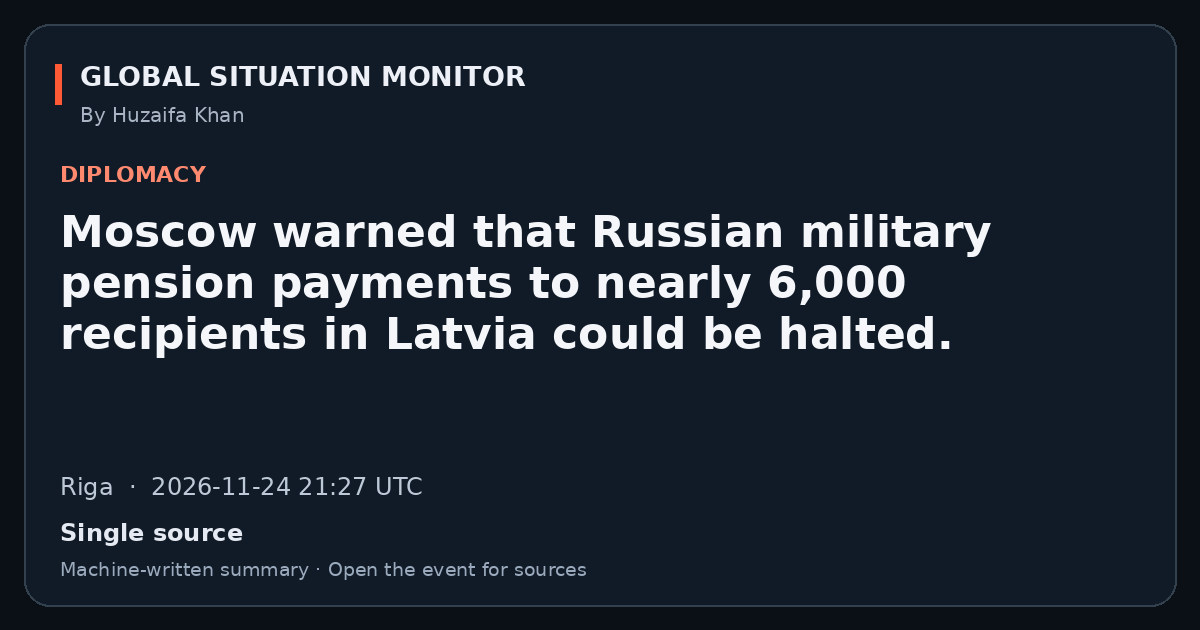 GLOBAL SITUATION MONITOR
By Huzaifa Khan
DIPLOMACY
Moscow warned that Russian military
pension payments to nearly 6,000
recipients in Latvia could be halted.
Riga · 2026-11-24 21:27 UTC
Single source
Machine-written summary · Open the event for sources